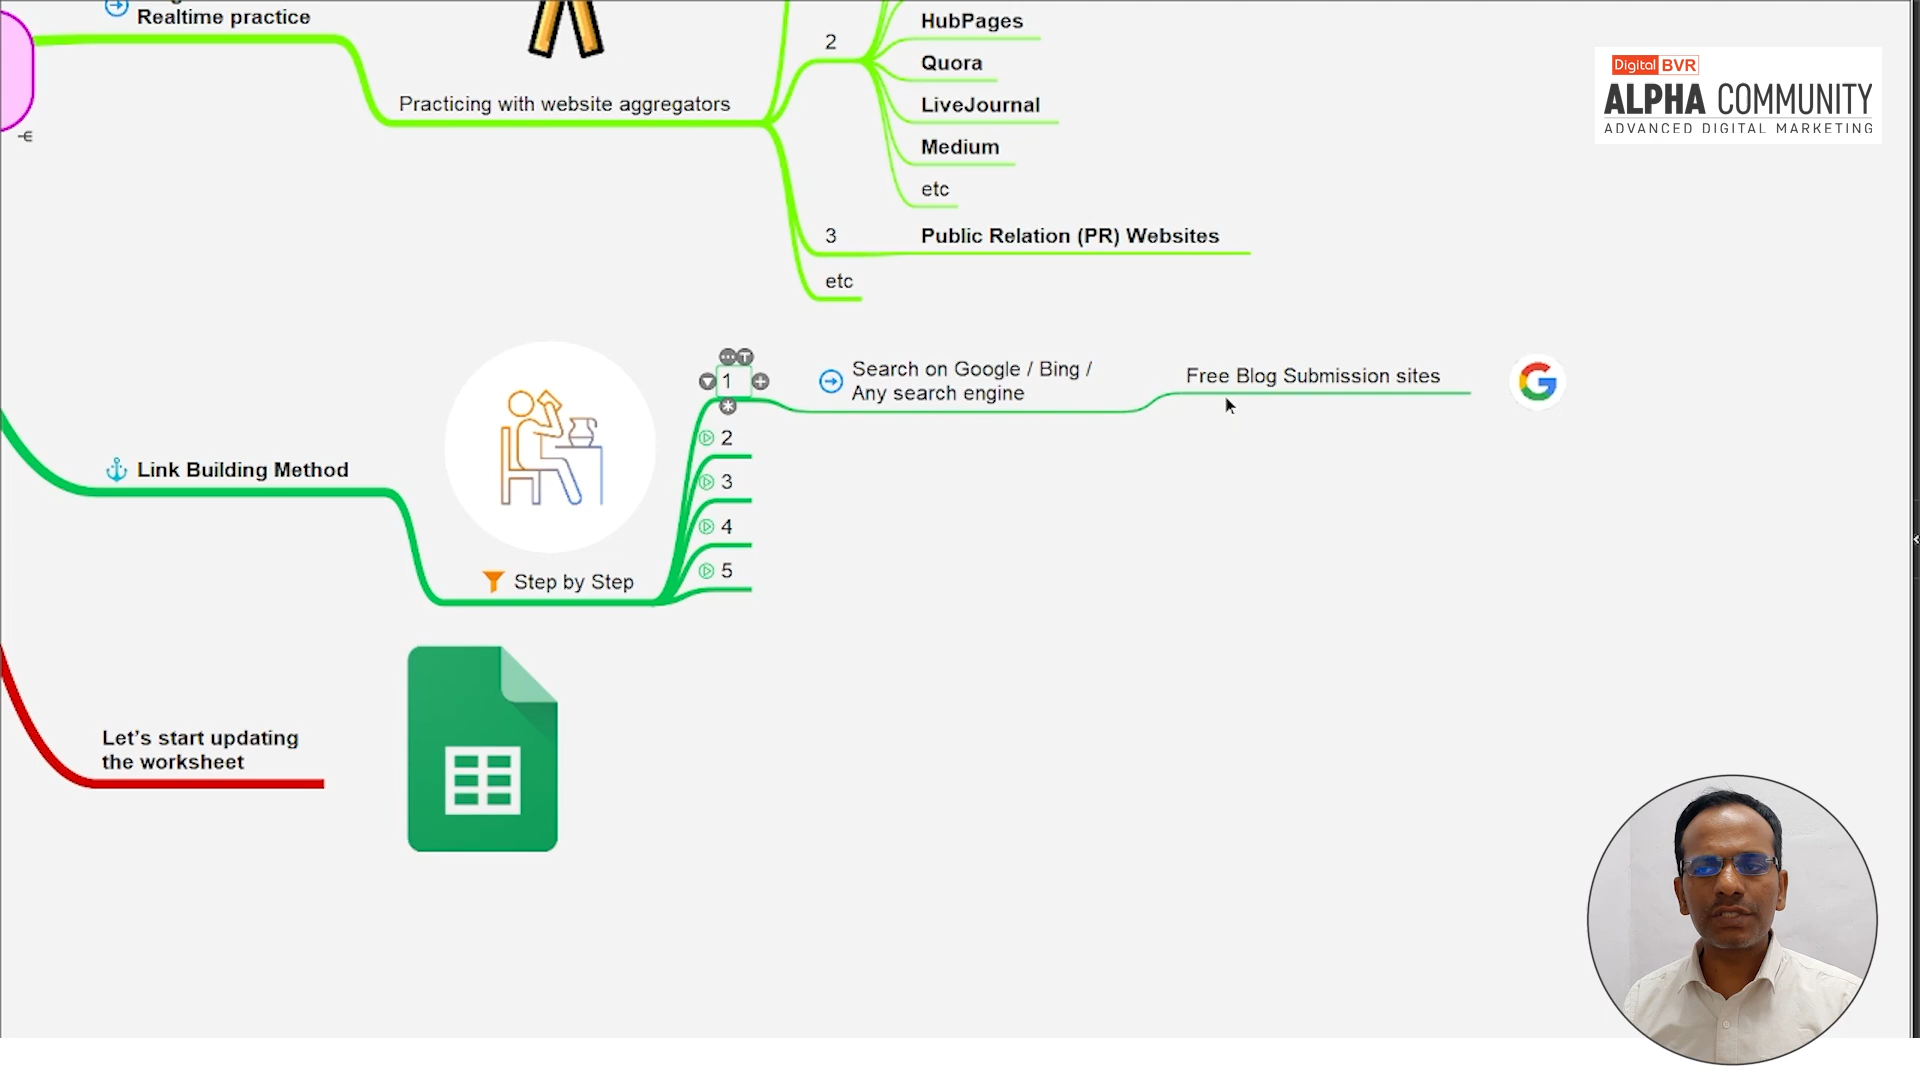 Realtime practice
Practicing with website aggregators
2
HubPages
Quora
LiveJournal
Medium
etc
3
Public Relation (PR) Websites
etc
Digital BVR
ALPHA COMMUNITY
ADVANCED DIGITAL MARKETING
Link Building Method
Step by Step
1
Search on Google / Bing /
Any search engine
Free Blog Submission sites
2
3
4
5
Let’s start updating
the worksheet